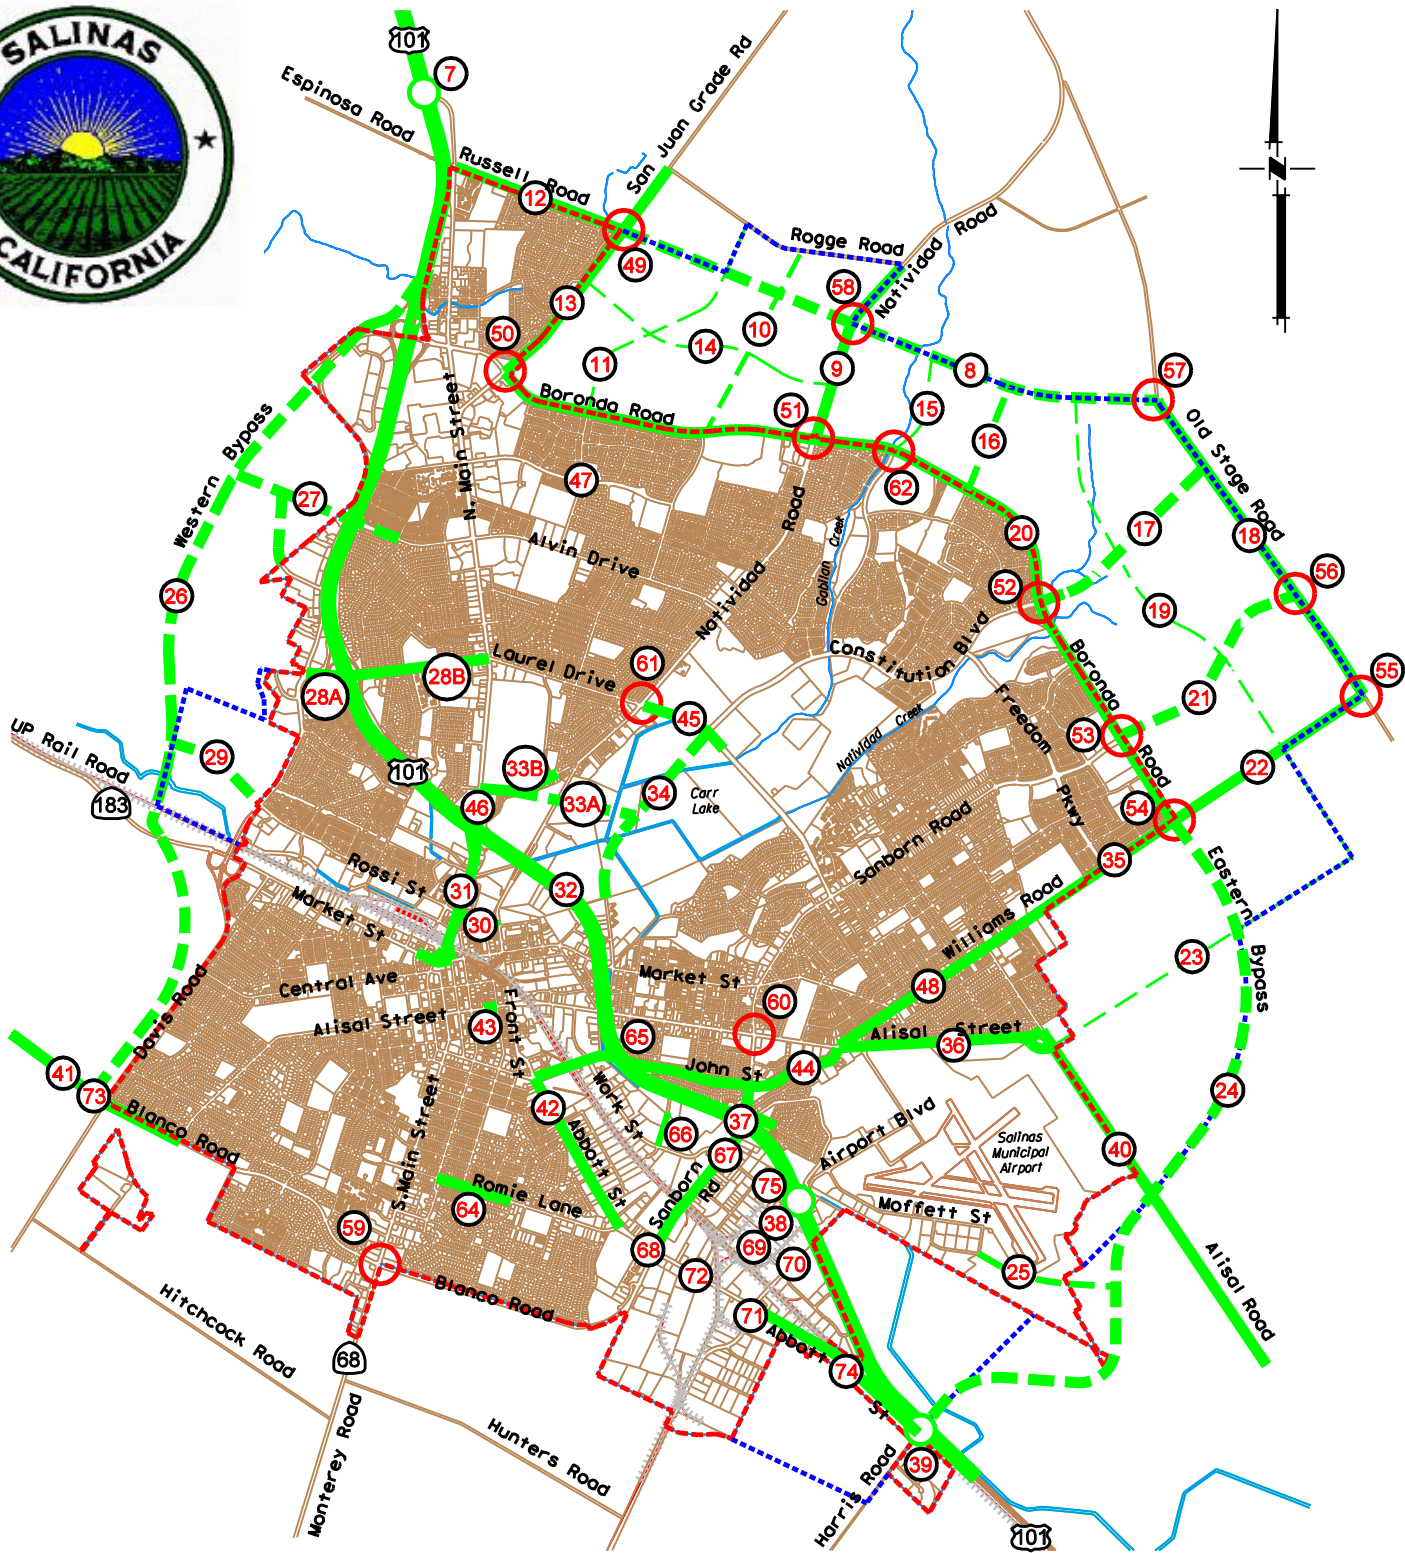 SALINAS
CALIFORNIA
101
7
Espinosa Road
San Juan Grade Rd
Russell Road
12
49
Rogge Road
Natividad Road
58
13
50
10
14
11
9
8
57
N. Main Street
Boronda Road
51
15
16
Old Stage Road
Western Bypass
27
47
62
Road
Gabilan Creek
20
17
18
26
Alvin Drive
Natividad
52
56
19
Constitution Blvd
Laurel Drive
61
28A
28B
Boronda Road
Freedom Pkwy
55
21
45
Natividad Creek
53
UP Rail Road
29
101
183
33B
33A
34
Carr Lake
22
46
54
Sanborn Road
35
Rossi St
Market St
31
30
32
Williams Road
Eastern Bypass
23
Central Ave
Market St
48
Alisal Street
43
Front St
60
65
Alisal Street
36
Davis Road
41
73
John St
44
24
Blanco Road
S.Main Street
42
Work St
Abbott St
37
66
67
Airport Blvd
Salinas
Municipal
Airport
40
Romie Lane
64
Sanborn Rd
75
Moffett St
59
38
68
69
70
72
25
Alisal Road
Hitchcock Road
Blanco Road
71
Abbott St
74
68
Monterey Road
Hunters Road
Harris Road
39
101